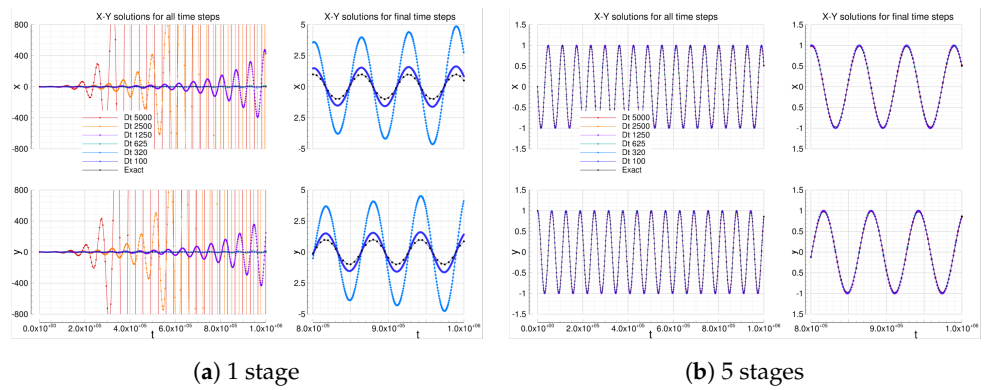 X-Y solutions for all time steps
X-Y solutions for final time steps
800
400
0
-400
-800
x
Dt 5000
Dt 2500
Dt 1250
Dt 625
Dt 320
Dt 100
Exact
5
2.5
0
-2.5
-5
800
400
0
-400
-800
y
0.0x10⁺⁰⁰
2.0x10⁺⁰⁵
4.0x10⁺⁰⁵
6.0x10⁺⁰⁵
8.0x10⁺⁰⁵
1.0x10⁺⁰⁶
t
5
2.5
0
-2.5
-5
8.0x10⁺⁰⁵
9.0x10⁺⁰⁵
1.0x10⁺⁰⁶
t
(a) 1 stage
X-Y solutions for all time steps
X-Y solutions for final time steps
1.5
1
0.5
0
-0.5
-1
-1.5
x
Dt 5000
Dt 2500
Dt 1250
Dt 625
Dt 320
Dt 100
Exact
1.5
1
0.5
0
-0.5
-1
-1.5
x
1.5
1
0.5
0
-0.5
-1
-1.5
y
0.0x10⁺⁰⁰
2.0x10⁺⁰⁵
4.0x10⁺⁰⁵
6.0x10⁺⁰⁵
8.0x10⁺⁰⁵
1.0x10⁺⁰⁶
t
1.5
1
0.5
0
-0.5
-1
-1.5
y
8.0x10⁺⁰⁵
9.0x10⁺⁰⁵
1.0x10⁺⁰⁶
t
(b) 5 stages